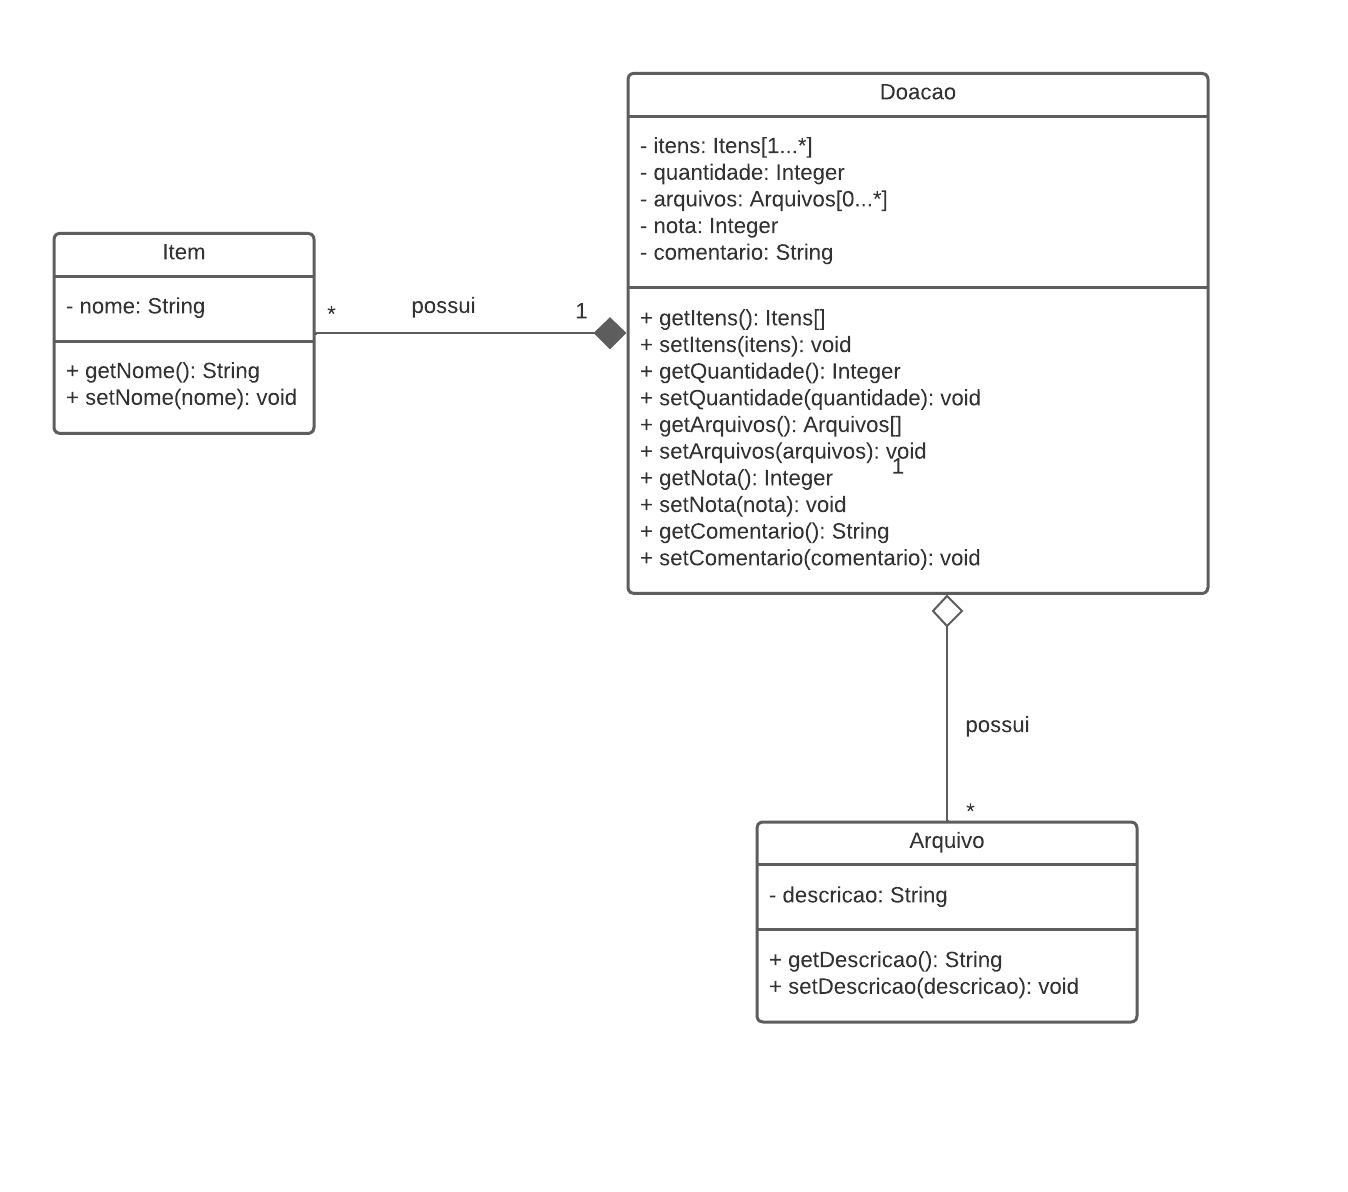 Doacao
- itens: Itens[1...*]
- quantidade: Integer
- arquivos: Arquivos[0...*]
- nota: Integer
- comentario: String
+ getItens(): Itens[]
+ setItens(itens): void
+ getQuantidade(): Integer
+ setQuantidade(quantidade): void
+ getArquivos(): Arquivos[]
+ setArquivos(arquivos): void
1
+ getNota(): Integer
+ setNota(nota): void
+ getComentario(): String
+ setComentario(comentario): void
Item
- nome: String
+ getNome(): String
+ setNome(nome): void
* possui 1
possui
*
Arquivo
- descricao: String
+ getDescricao(): String
+ setDescricao(descricao): void